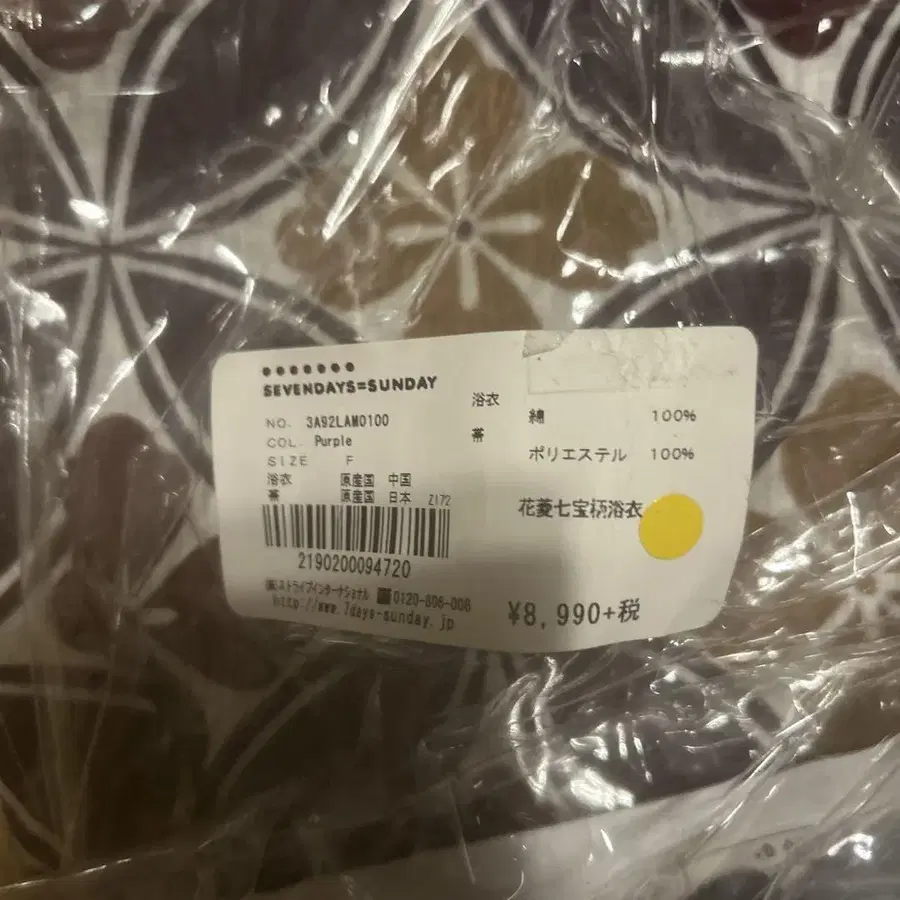 SEVENDAYS=SUNDAY
NO. 3A92LAM0100
COL. Purple
SIZE F
浴衣 原産国 中国
帯 原産国 日本 Z172
2190200094720
㈱ストライプインターナショナル ☎0120-806-008
http://www.7days-sunday.jp
浴衣 綿 100%
帯 ポリエステル 100%
花菱七宝柄浴衣
¥8,990+税